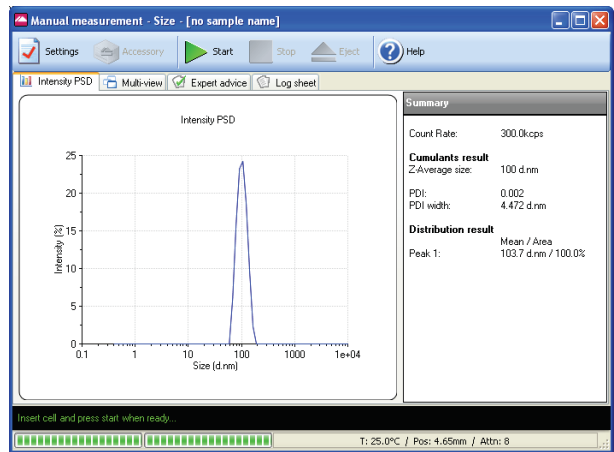 Manual measurement - Size - [no sample name]
Settings Accessory Start Stop Eject Help
Intensity PSD Multi-view Expert advice Log sheet
Intensity PSD
25
20
15
10
5
0
Intensity (%)
0.1 1 10 100 1000 1e+04
Size (d.nm)
Summary
Count Rate: 300.0kcps
Cumulants result
Z-Average size: 100 d.nm
PDI: 0.002
PDI width: 4.472 d.nm
Distribution result
Mean / Area
Peak 1: 103.7 d.nm / 100.0%
Insert cell and press start when ready...
T: 25.0°C / Pos: 4.65mm / Attn: 8